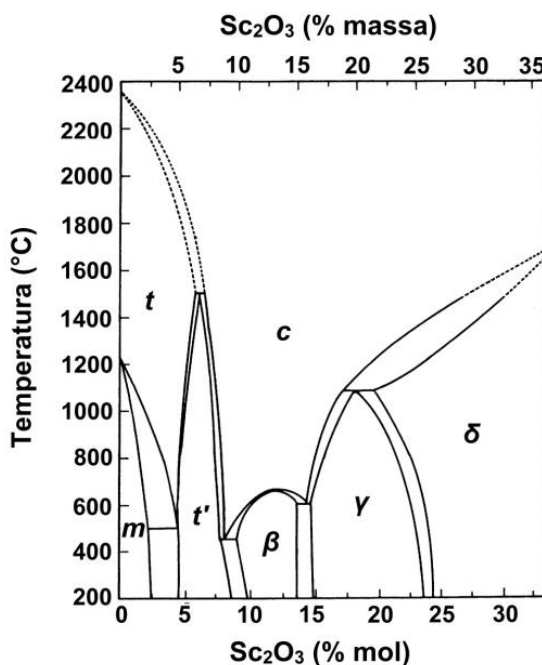 Sc₂O₃ (% massa)
5 10 15 20 25 30 35
2400
2200
2000
1800
1600
1400
1200
1000
800
600
400
200
Temperatura (°C)
t
c
δ
m
t'
β
γ
0 5 10 15 20 25 30
Sc₂O₃ (% mol)